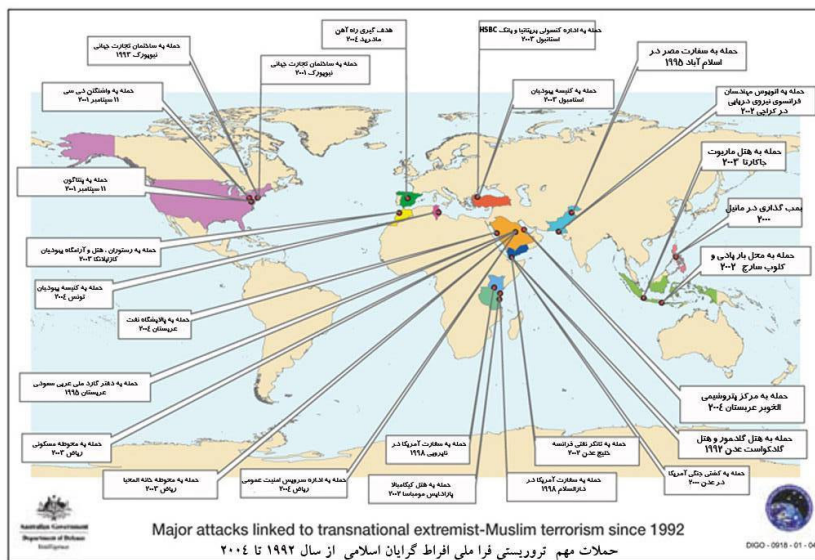 حمله به ساختمان تجارت جهانی
نیویورک ۱۹۹۳
هدف گیری راه آهن
مادرید ۲۰۰۴
حمله به اداره کنسولی بریتانیا و بانک HSBC
استانبول ۲۰۰۳
حمله به سفارت مصر در
اسلام آباد ۱۹۹۵
حمله به ساختمان تجارت جهانی
نیویورک ۲۰۰۱
حمله به واشنگتن دی سی
۱۱ سپتامبر ۲۰۰۱
حمله به کنیسه یهودیان
استامبول ۲۰۰۳
حمله به اتوبوس مهندسان
فرانسوی نیروی دریایی
در کراچی ۲۰۰۲
حمله به هتل ماریوت
جاکارتا ۲۰۰۳
حمله به پنتاگون
۱۱ سپتامبر ۲۰۰۱
بمب گذاری در مانیل
۲۰۰۰
حمله به رستوران، هتل و آرامگاه یهودیان
کازابلانکا ۲۰۰۳
حمله به محل بار پادی و
کلوپ سارج ۲۰۰۲
حمله به کنیسه یهودیان
تونس ۲۰۰۴
حمله به پالایشگاه نفت
عربستان ۲۰۰۴
حمله به دفتر گارد ملی عربی سعودی
عربستان ۱۹۹۵
حمله به مرکز پتروشیمی
الخوبر عربستان ۲۰۰۴
حمله به محوطه مسکونی
ریاض ۲۰۰۳
حمله به سفارت آمریکا در
نایروبی ۱۹۹۸
حمله به تانکر نفتی فرانسه
خلیج عدن ۲۰۰۲
حمله به هتل گلدمور و هتل
گادکواست عدن ۱۹۹۲
حمله به محوطه خانه المحیا
ریاض ۲۰۰۳
حمله به اداره سرویس امنیت عمومی
ریاض ۲۰۰۴
حمله به هتل کیکامبالا
پارادایس مومباسا ۲۰۰۲
حمله به سفارت آمریکا در
دارالسلام ۱۹۹۸
حمله به کشتی جنگی آمریکا
در عدن ۲۰۰۰
Australian Government
Department of Defence
Intelligence
Major attacks linked to transnational extremist-Muslim terrorism since 1992
حملات مهم تروریستی فرا ملی افراط گرایان اسلامی از سال ۱۹۹۲ تا ۲۰۰۴
DIGO - 0918 - 01 - 04